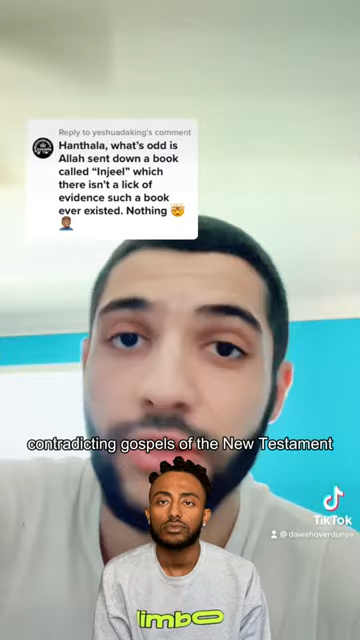 Reply to yeshuadaking's comment
Hanthala, what's odd is
Allah sent down a book
called “Injeel” which
there isn't a lick of
evidence such a book
ever existed. Nothing 🤯
🤦🏾‍♂️
contradicting gospels of the New Testament
TikTok
@dawahoverdunya
limbo